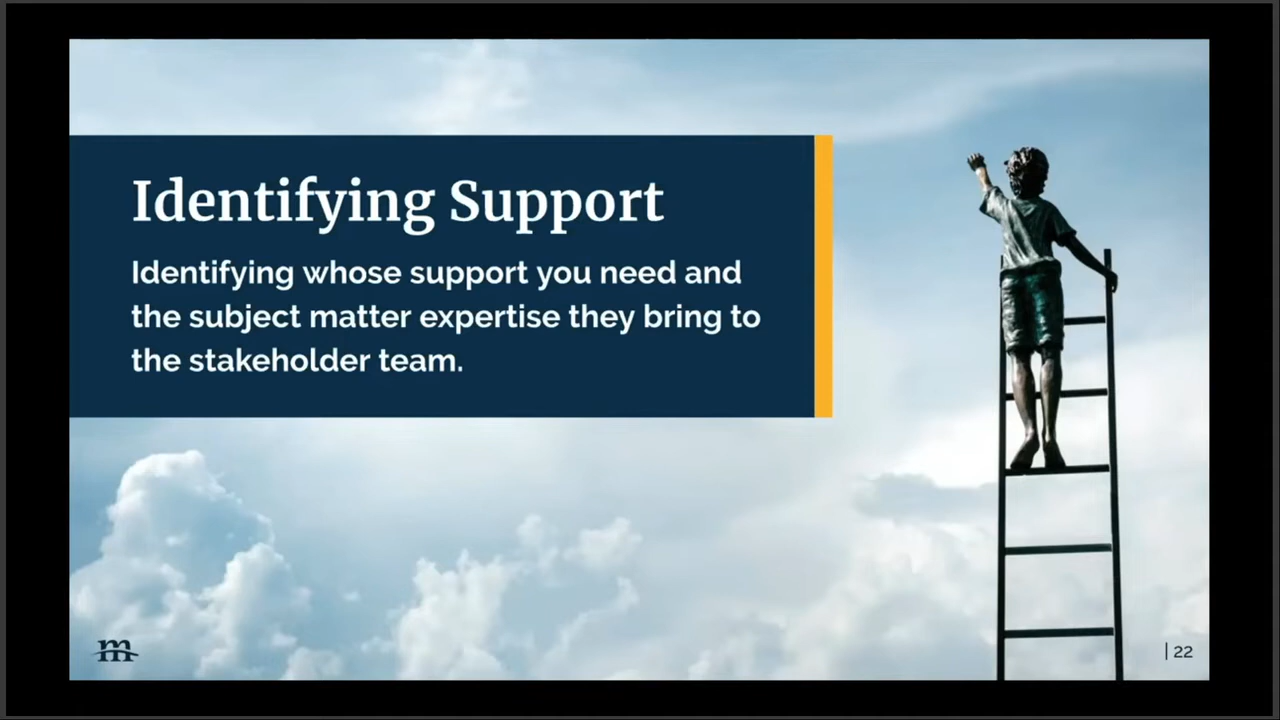 Identifying Support
Identifying whose support you need and
the subject matter expertise they bring to
the stakeholder team.
m
| 22